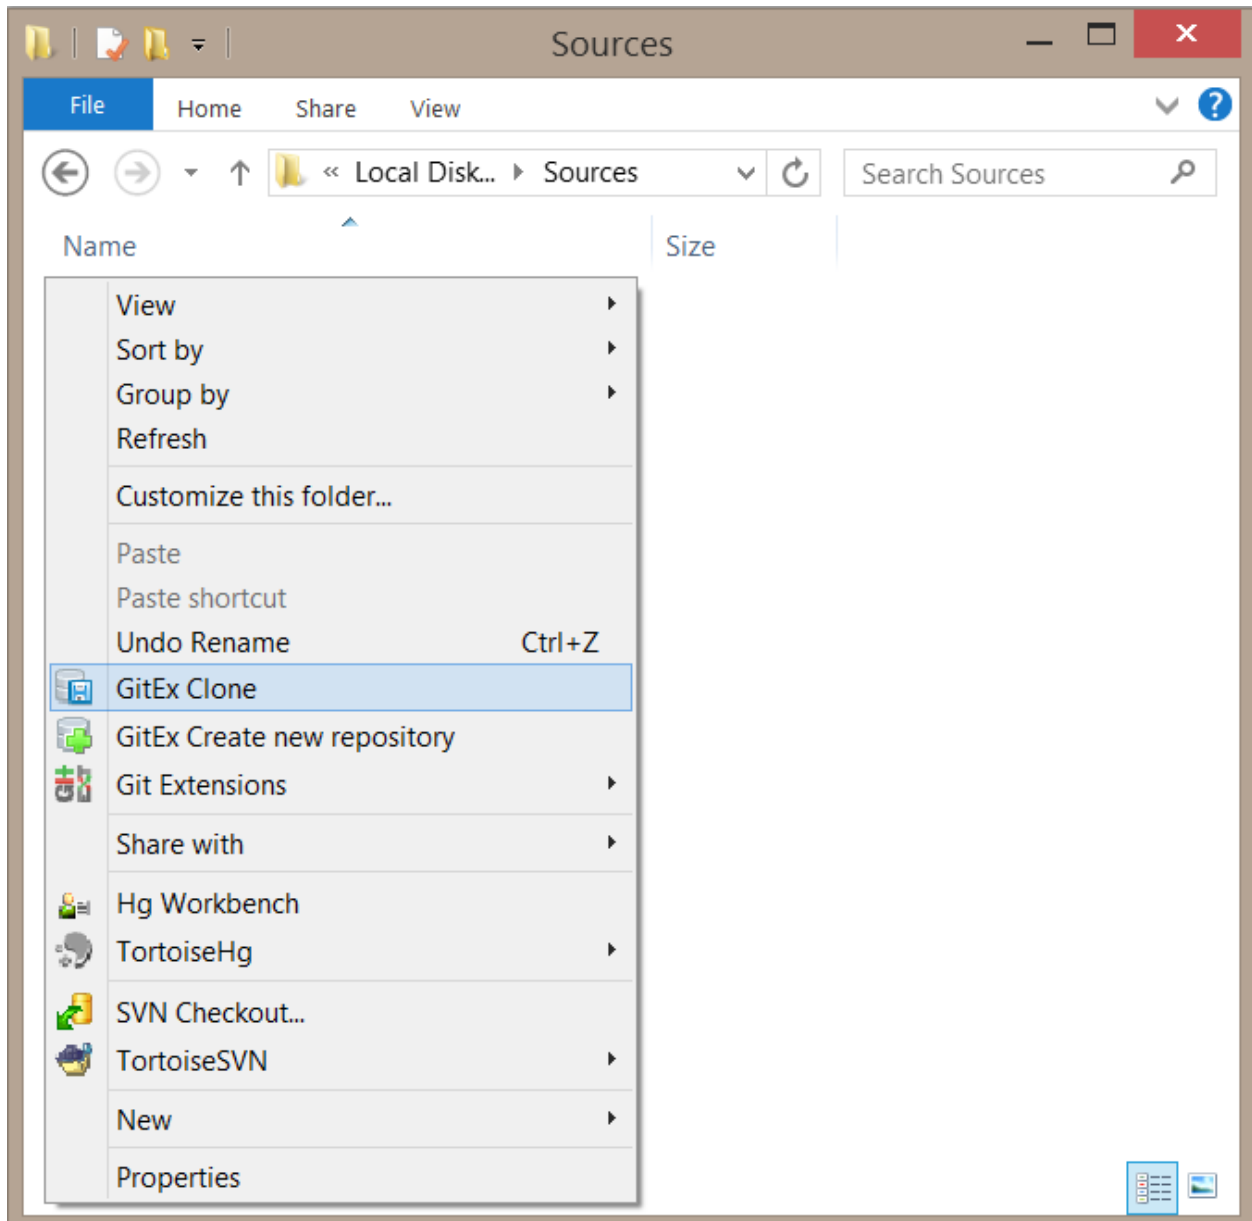 Sources
File Home Share View
« Local Disk... Sources Search Sources
Name Size
View
Sort by
Group by
Refresh
Customize this folder...
Paste
Paste shortcut
Undo Rename Ctrl+Z
GitEx Clone
GitEx Create new repository
Git Extensions
Share with
Hg Workbench
TortoiseHg
SVN Checkout...
TortoiseSVN
New
Properties